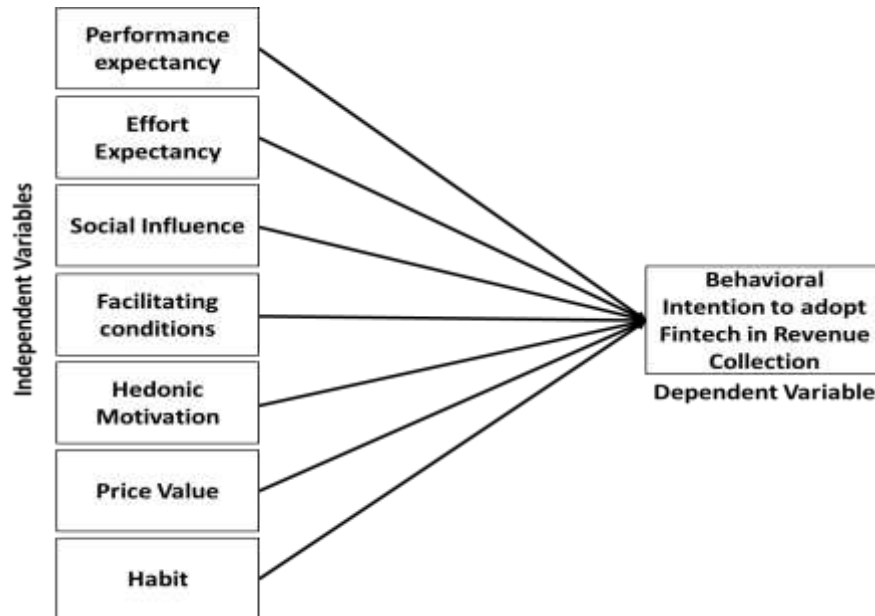 Performance
expectancy
Effort
Expectancy
Social Influence
Facilitating
conditions
Hedonic
Motivation
Price Value
Habit
Independent Variables
Behavioral
Intention to adopt
Fintech in Revenue
Collection
Dependent Variable